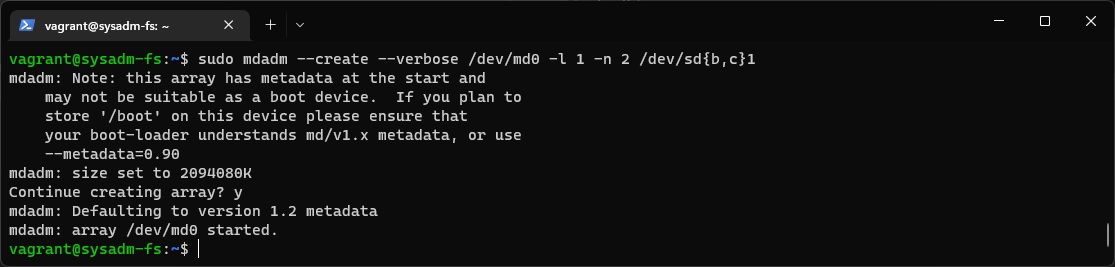 vagrant@sysadm-fs: ~
vagrant@sysadm-fs:~$ sudo mdadm --create --verbose /dev/md0 -l 1 -n 2 /dev/sd{b,c}1
mdadm: Note: this array has metadata at the start and
    may not be suitable as a boot device.  If you plan to
    store '/boot' on this device please ensure that
    your boot-loader understands md/v1.x metadata, or use
    --metadata=0.90
mdadm: size set to 2094080K
Continue creating array? y
mdadm: Defaulting to version 1.2 metadata
mdadm: array /dev/md0 started.
vagrant@sysadm-fs:~$